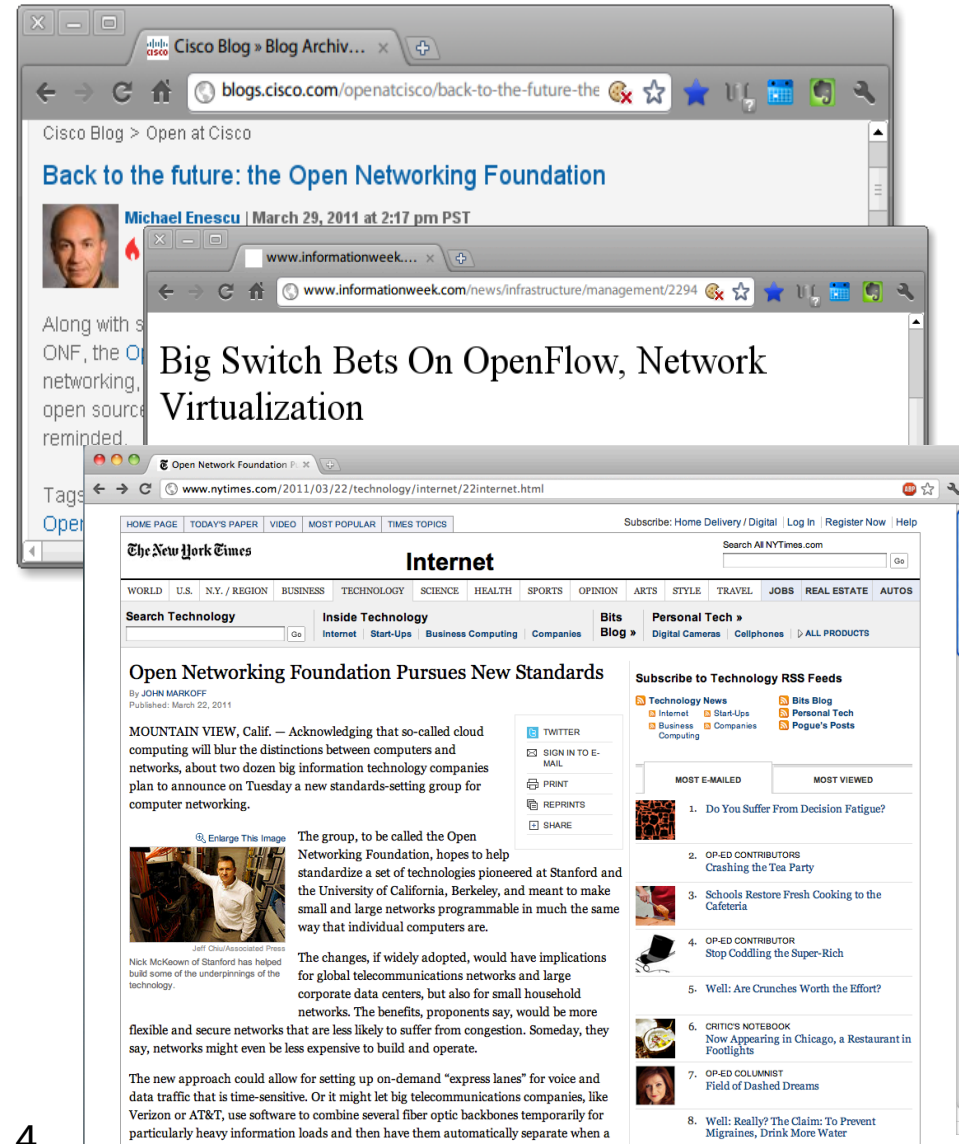 Cisco Blog » Blog Archiv…
blogs.cisco.com/openatcisco/back-to-the-future-the
Cisco Blog > Open at Cisco
Back to the future: the Open Networking Foundation
Michael Enescu | March 29, 2011 at 2:17 pm PST
Along with s
ONF, the Op
networking,
open source
reminded.
Tags
Oper
www.informationweek.…
www.informationweek.com/news/infrastructure/management/2294
Big Switch Bets On OpenFlow, Network
Virtualization
Open Network Foundation P
www.nytimes.com/2011/03/22/technology/internet/22internet.html
HOME PAGE TODAY'S PAPER VIDEO MOST POPULAR TIMES TOPICS
Subscribe: Home Delivery / Digital Log In Register Now Help
The New York Times
Internet
Search All NYTimes.com
Go
WORLD U.S. N.Y. / REGION BUSINESS TECHNOLOGY SCIENCE HEALTH SPORTS OPINION ARTS STYLE TRAVEL JOBS REAL ESTATE AUTOS
Search Technology
Go
Inside Technology
Internet Start-Ups Business Computing Companies
Bits
Blog »
Personal Tech »
Digital Cameras Cellphones ALL PRODUCTS
Open Networking Foundation Pursues New Standards
By JOHN MARKOFF
Published: March 22, 2011
MOUNTAIN VIEW, Calif. — Acknowledging that so-called cloud
computing will blur the distinctions between computers and
networks, about two dozen big information technology companies
plan to announce on Tuesday a new standards-setting group for
computer networking.
TWITTER
SIGN IN TO E-
MAIL
PRINT
REPRINTS
SHARE
Enlarge This Image
Jeff Chiu/Associated Press
Nick McKeown of Stanford has helped
build some of the underpinnings of the
technology.
The group, to be called the Open
Networking Foundation, hopes to help
standardize a set of technologies pioneered at Stanford and
the University of California, Berkeley, and meant to make
small and large networks programmable in much the same
way that individual computers are.
The changes, if widely adopted, would have implications
for global telecommunications networks and large
corporate data centers, but also for small household
networks. The benefits, proponents say, would be more
flexible and secure networks that are less likely to suffer from congestion. Someday, they
say, networks might even be less expensive to build and operate.
The new approach could allow for setting up on-demand “express lanes” for voice and
data traffic that is time-sensitive. Or it might let big telecommunications companies, like
Verizon or AT&T, use software to combine several fiber optic backbones temporarily for
particularly heavy information loads and then have them automatically separate when a
Subscribe to Technology RSS Feeds
Technology News
Internet Start-Ups
Business Companies
Computing
Bits Blog
Personal Tech
Pogue's Posts
MOST E-MAILED MOST VIEWED
1. Do You Suffer From Decision Fatigue?
2. OP-ED CONTRIBUTORS
Crashing the Tea Party
3. Schools Restore Fresh Cooking to the
Cafeteria
4. OP-ED CONTRIBUTOR
Stop Coddling the Super-Rich
5. Well: Are Crunches Worth the Effort?
6. CRITIC'S NOTEBOOK
Now Appearing in Chicago, a Restaurant in
Footlights
7. OP-ED COLUMNIST
Field of Dashed Dreams
8. Well: Really? The Claim: To Prevent
Migraines, Drink More Water
4